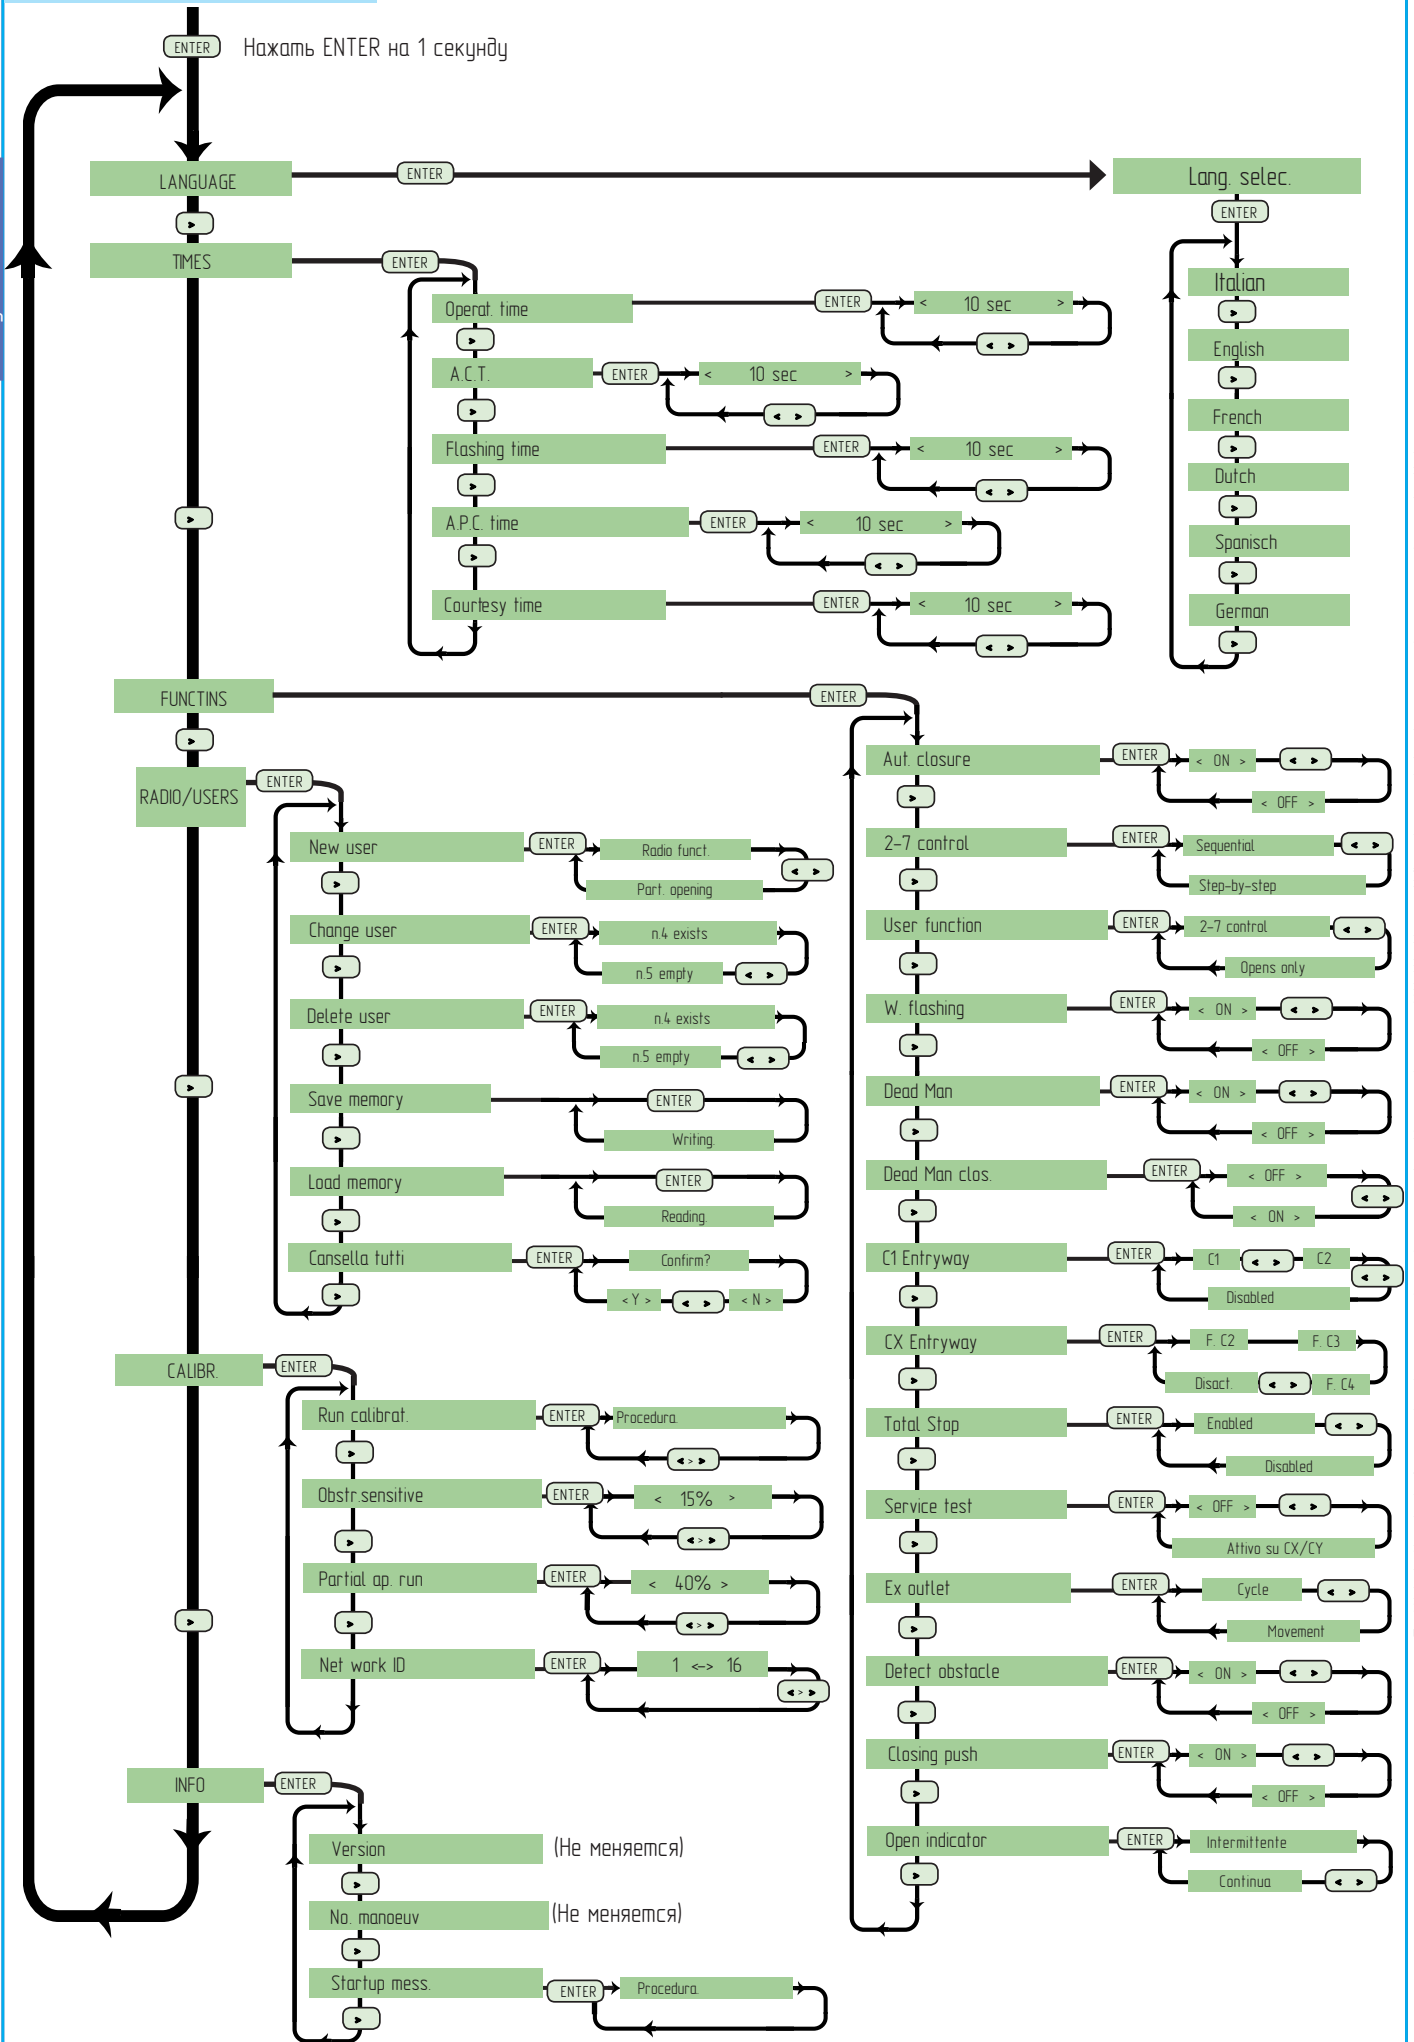 ENTER Нажать ENTER на 1 секунду
LANGUAGE ENTER Lang. selec.
ENTER
>
TIMES ENTER
Italian
>
English
>
French
>
Dutch
>
Spanisch
>
German
>
Operat. time ENTER < 10 sec >
> < >
A.C.T. ENTER < 10 sec >
> < >
Flashing time ENTER < 10 sec >
> < >
A.P.C. time ENTER < 10 sec >
> < >
Courtesy time ENTER < 10 sec >
< >
>
FUNCTINS ENTER
>
Aut. closure ENTER < ON > < >
> < OFF >
2-7 control ENTER Sequential < >
> Step-by-step
User function ENTER 2-7 control < >
> Opens only
W. flashing ENTER < ON > < >
> < OFF >
Dead Man ENTER < ON > < >
> < OFF >
Dead Man clos. ENTER < OFF >
< >
> < ON >
C1 Entryway ENTER C1 < > C2
< >
> Disabled
CX Entryway ENTER F. C2 F. C3
> Disact. < > F. C4
Total Stop ENTER Enabled < >
> Disabled
Service test ENTER < OFF > < >
> Attivo su CX/CY
Ex outlet ENTER Cycle < >
> Movement
Detect obstacle ENTER < ON > < >
> < OFF >
Closing push ENTER < ON > < >
> < OFF >
Open indicator ENTER Intermittente
> Continua < >
RADIO/USERS ENTER
New user ENTER Radio funct.
< >
> Part. opening
Change user ENTER n.4 exists
> n.5 empty < >
Delete user ENTER n.4 exists
> n.5 empty < >
Save memory ENTER
> Writing.
Load memory ENTER
> Reading.
Cansella tutti ENTER Confirm?
> < Y > < > < N >
>
CALIBR. ENTER
Run calibrat. ENTER Procedura.
> < > >
Obstr.sensitive ENTER < 15% >
> < > >
Partial ap. run ENTER < 40% >
> < > >
Net work ID ENTER 1 <-> 16
< > >
>
INFO ENTER
Version (Не меняется)
>
No. manoeuv (Не меняется)
>
Startup mess. ENTER Procedura.
>